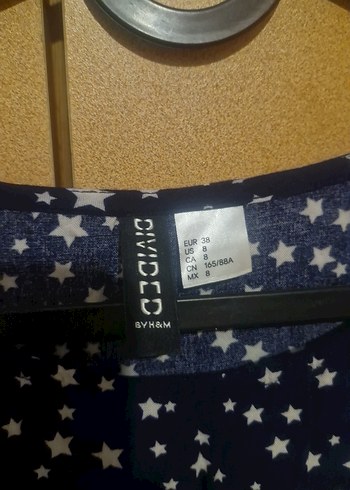 DIVIDED
BY H&M
EUR 38
US 8
CA 8
CN 165/88A
MX 8